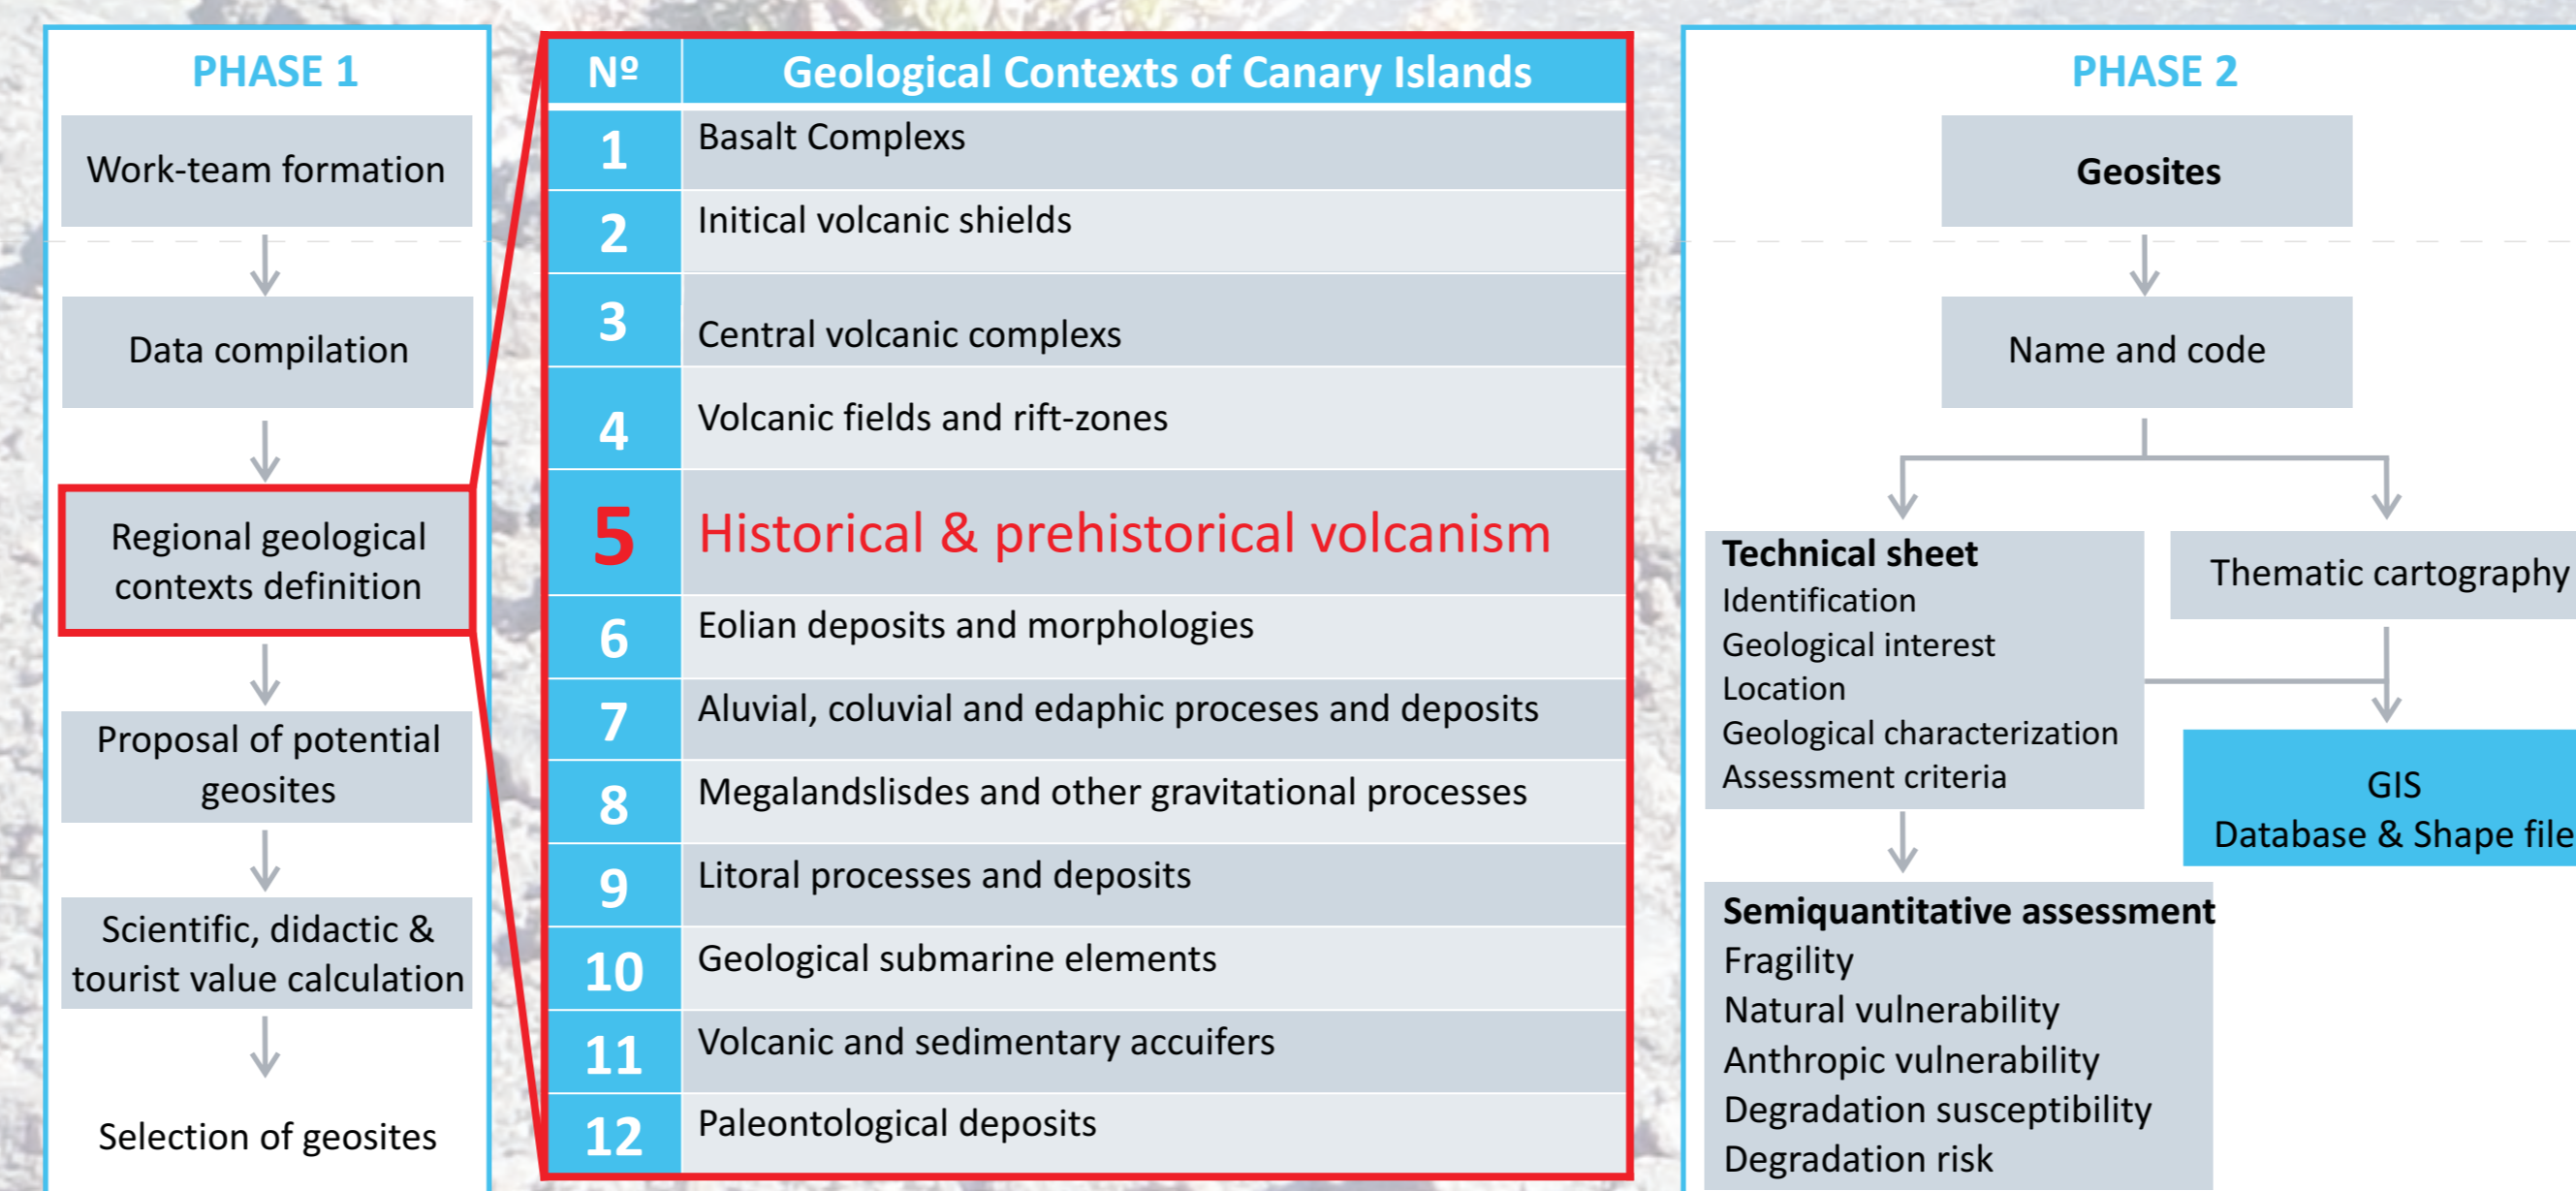 PHASE 1
Work-team formation
Data compilation
Regional geological
contexts definition
Proposal of potential
geosites
Scientific, didactic &
tourist value calculation
Selection of geosites
Nº Geological Contexts of Canary Islands
1 Basalt Complexs
2 Initical volcanic shields
3 Central volcanic complexs
4 Volcanic fields and rift-zones
5 Historical & prehistorical volcanism
6 Eolian deposits and morphologies
7 Aluvial, coluvial and edaphic proceses and deposits
8 Megalandslisdes and other gravitational processes
9 Litoral processes and deposits
10 Geological submarine elements
11 Volcanic and sedimentary accuifers
12 Paleontological deposits
PHASE 2
Geosites
Name and code
Technical sheet
Identification
Geological interest
Location
Geological characterization
Assessment criteria
Thematic cartography
GIS
Database & Shape file
Semiquantitative assessment
Fragility
Natural vulnerability
Anthropic vulnerability
Degradation susceptibility
Degradation risk